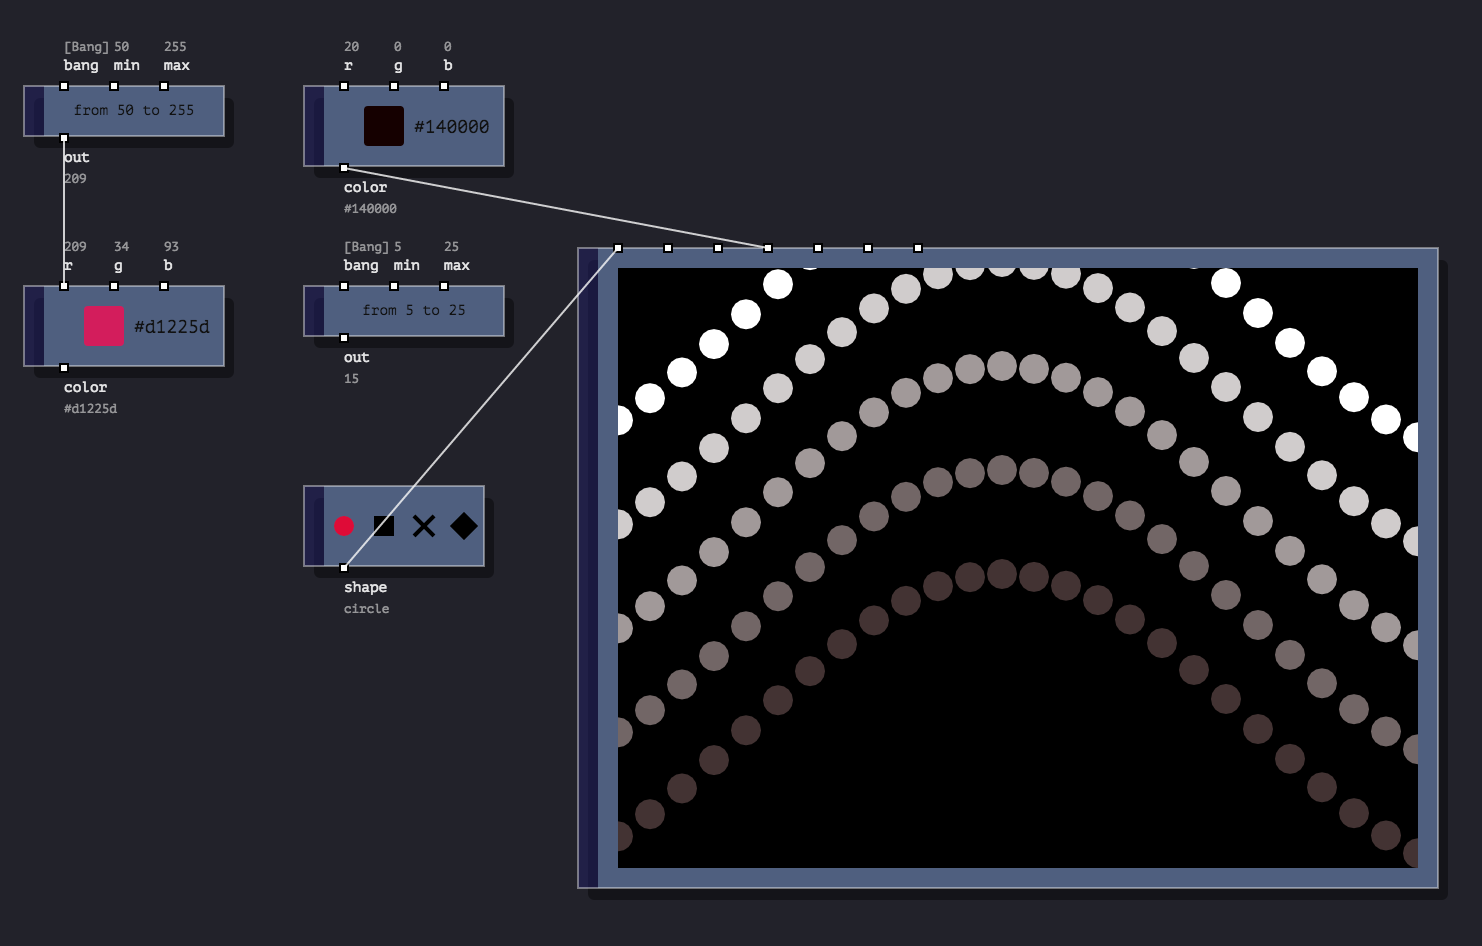 [Bang] 50 255
bang min max
from 50 to 255
out
209
20 0 0
r g b
#140000
color
#140000
209 34 93
r g b
#d1225d
color
#d1225d
[Bang] 5 25
bang min max
from 5 to 25
out
15
shape
circle